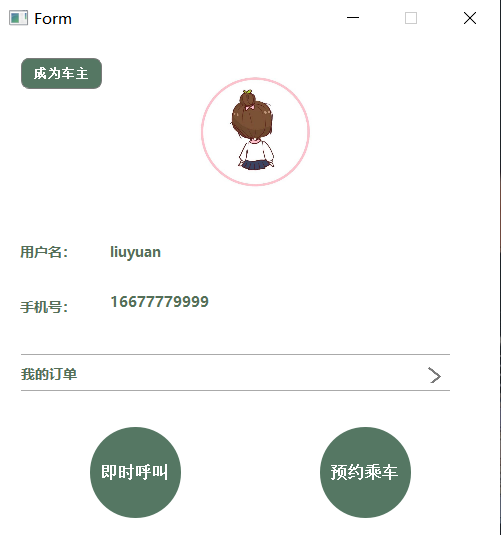 Form
成为车主
用户名： liuyuan
手机号： 16677779999
我的订单
即时呼叫 预约乘车